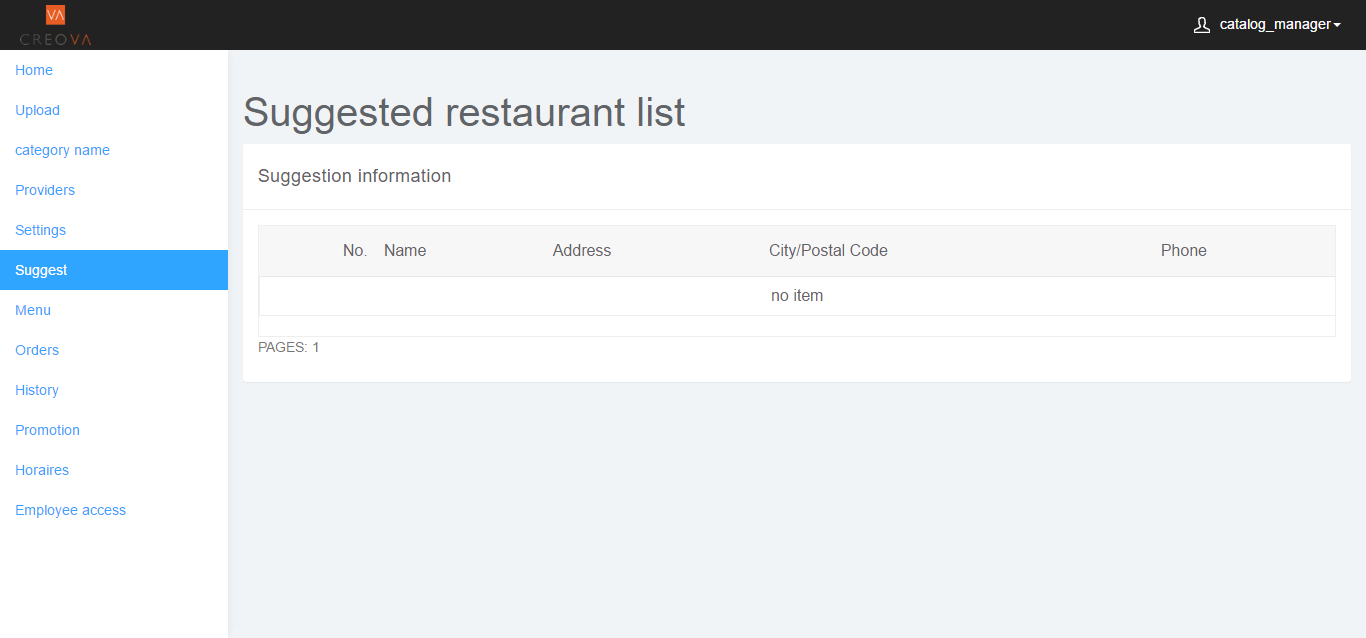 VA
CREOVA
catalog_manager
Home
Upload
category name
Providers
Settings
Suggest
Menu
Orders
History
Promotion
Horaires
Employee access
Suggested restaurant list
Suggestion information
No. Name Address City/Postal Code Phone
no item
PAGES: 1